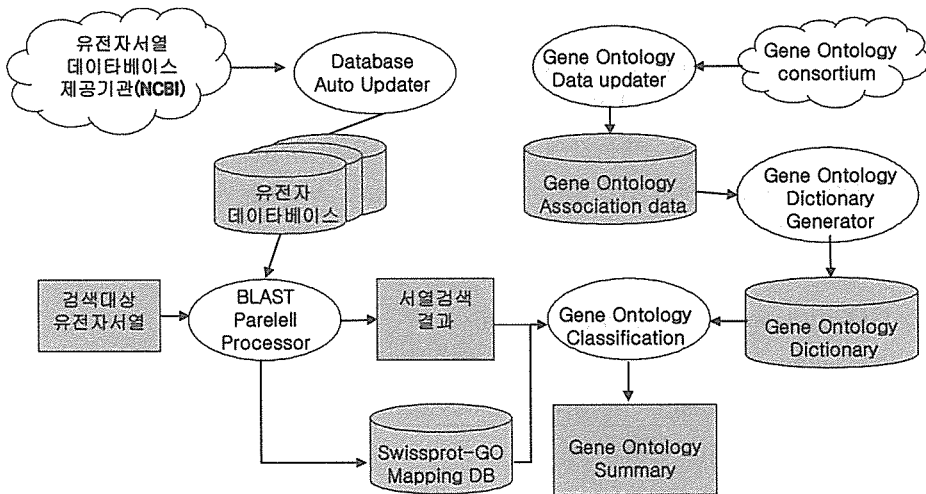 유전자서열
데이타베이스
제공기관(NCBI)
Database
Auto Updater
Gene Ontology
Data updater
Gene Ontology
consortium
유전자
데이타베이스
Gene Ontology
Association data
Gene Ontology
Dictionary
Generator
검색대상
유전자서열
BLAST
Parelell
Processor
서열검색
결과
Gene Ontology
Classification
Gene Ontology
Dictionary
Swissprot-GO
Mapping DB
Gene Ontology
Summary